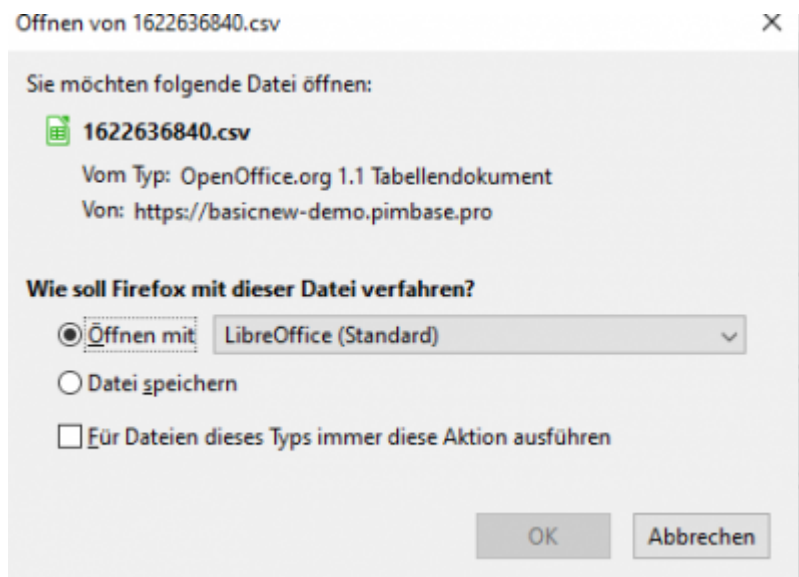 Öffnen von 1622636840.csv
Sie möchten folgende Datei öffnen:
1622636840.csv
Vom Typ: OpenOffice.org 1.1 Tabellendokument
Von: https://basicnew-demo.pimbase.pro
Wie soll Firefox mit dieser Datei verfahren?
Öffnen mit LibreOffice (Standard)
Datei speichern
Für Dateien dieses Typs immer diese Aktion ausführen
OK Abbrechen